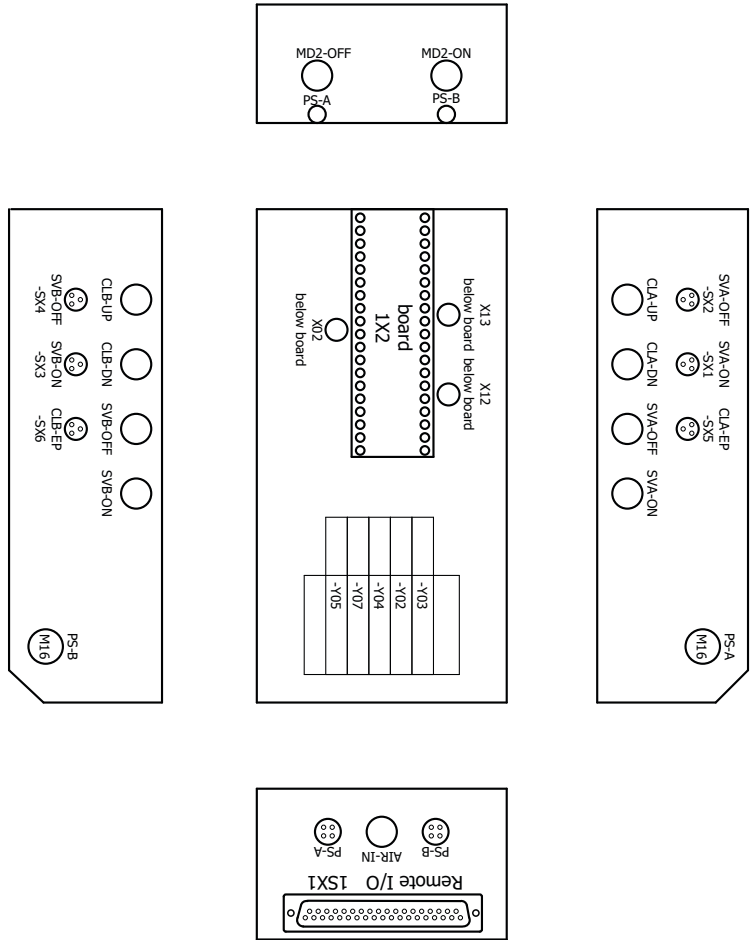 MD2-OFF
MD2-ON
PS-A
PS-B
SVB-OFF
-SX4
CLB-UP
SVB-ON
-SX3
CLB-DN
CLB-EP
-SX6
SVB-OFF
SVB-ON
PS-B
M16
X02
below board
board
1X2
X13
below board
X12
below board
-Y05
-Y07
-Y04
-Y02
-Y03
CLA-UP
SVA-OFF
-SX2
CLA-DN
SVA-ON
-SX1
SVA-OFF
CLA-EP
-SX5
SVA-ON
PS-A
M16
PS-B
AIR-IN
PS-A
Remote I/O 1SX1